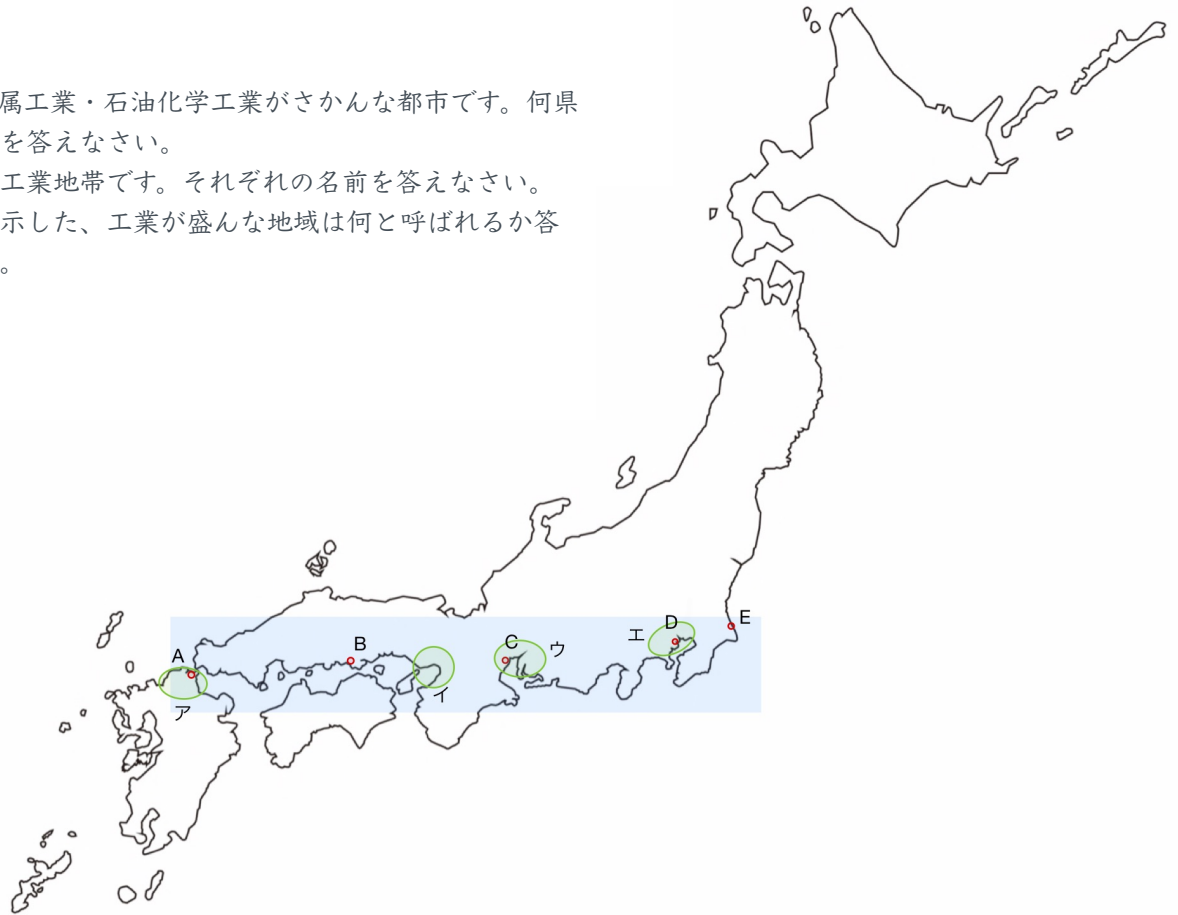 属工業・石油化学工業がさかんな都市です。何県
を答えなさい。
工業地帯です。それぞれの名前を答えなさい。
示した、工業が盛んな地域は何と呼ばれるか答
。
A
B
C
D
E
ア
イ
ウ
エ